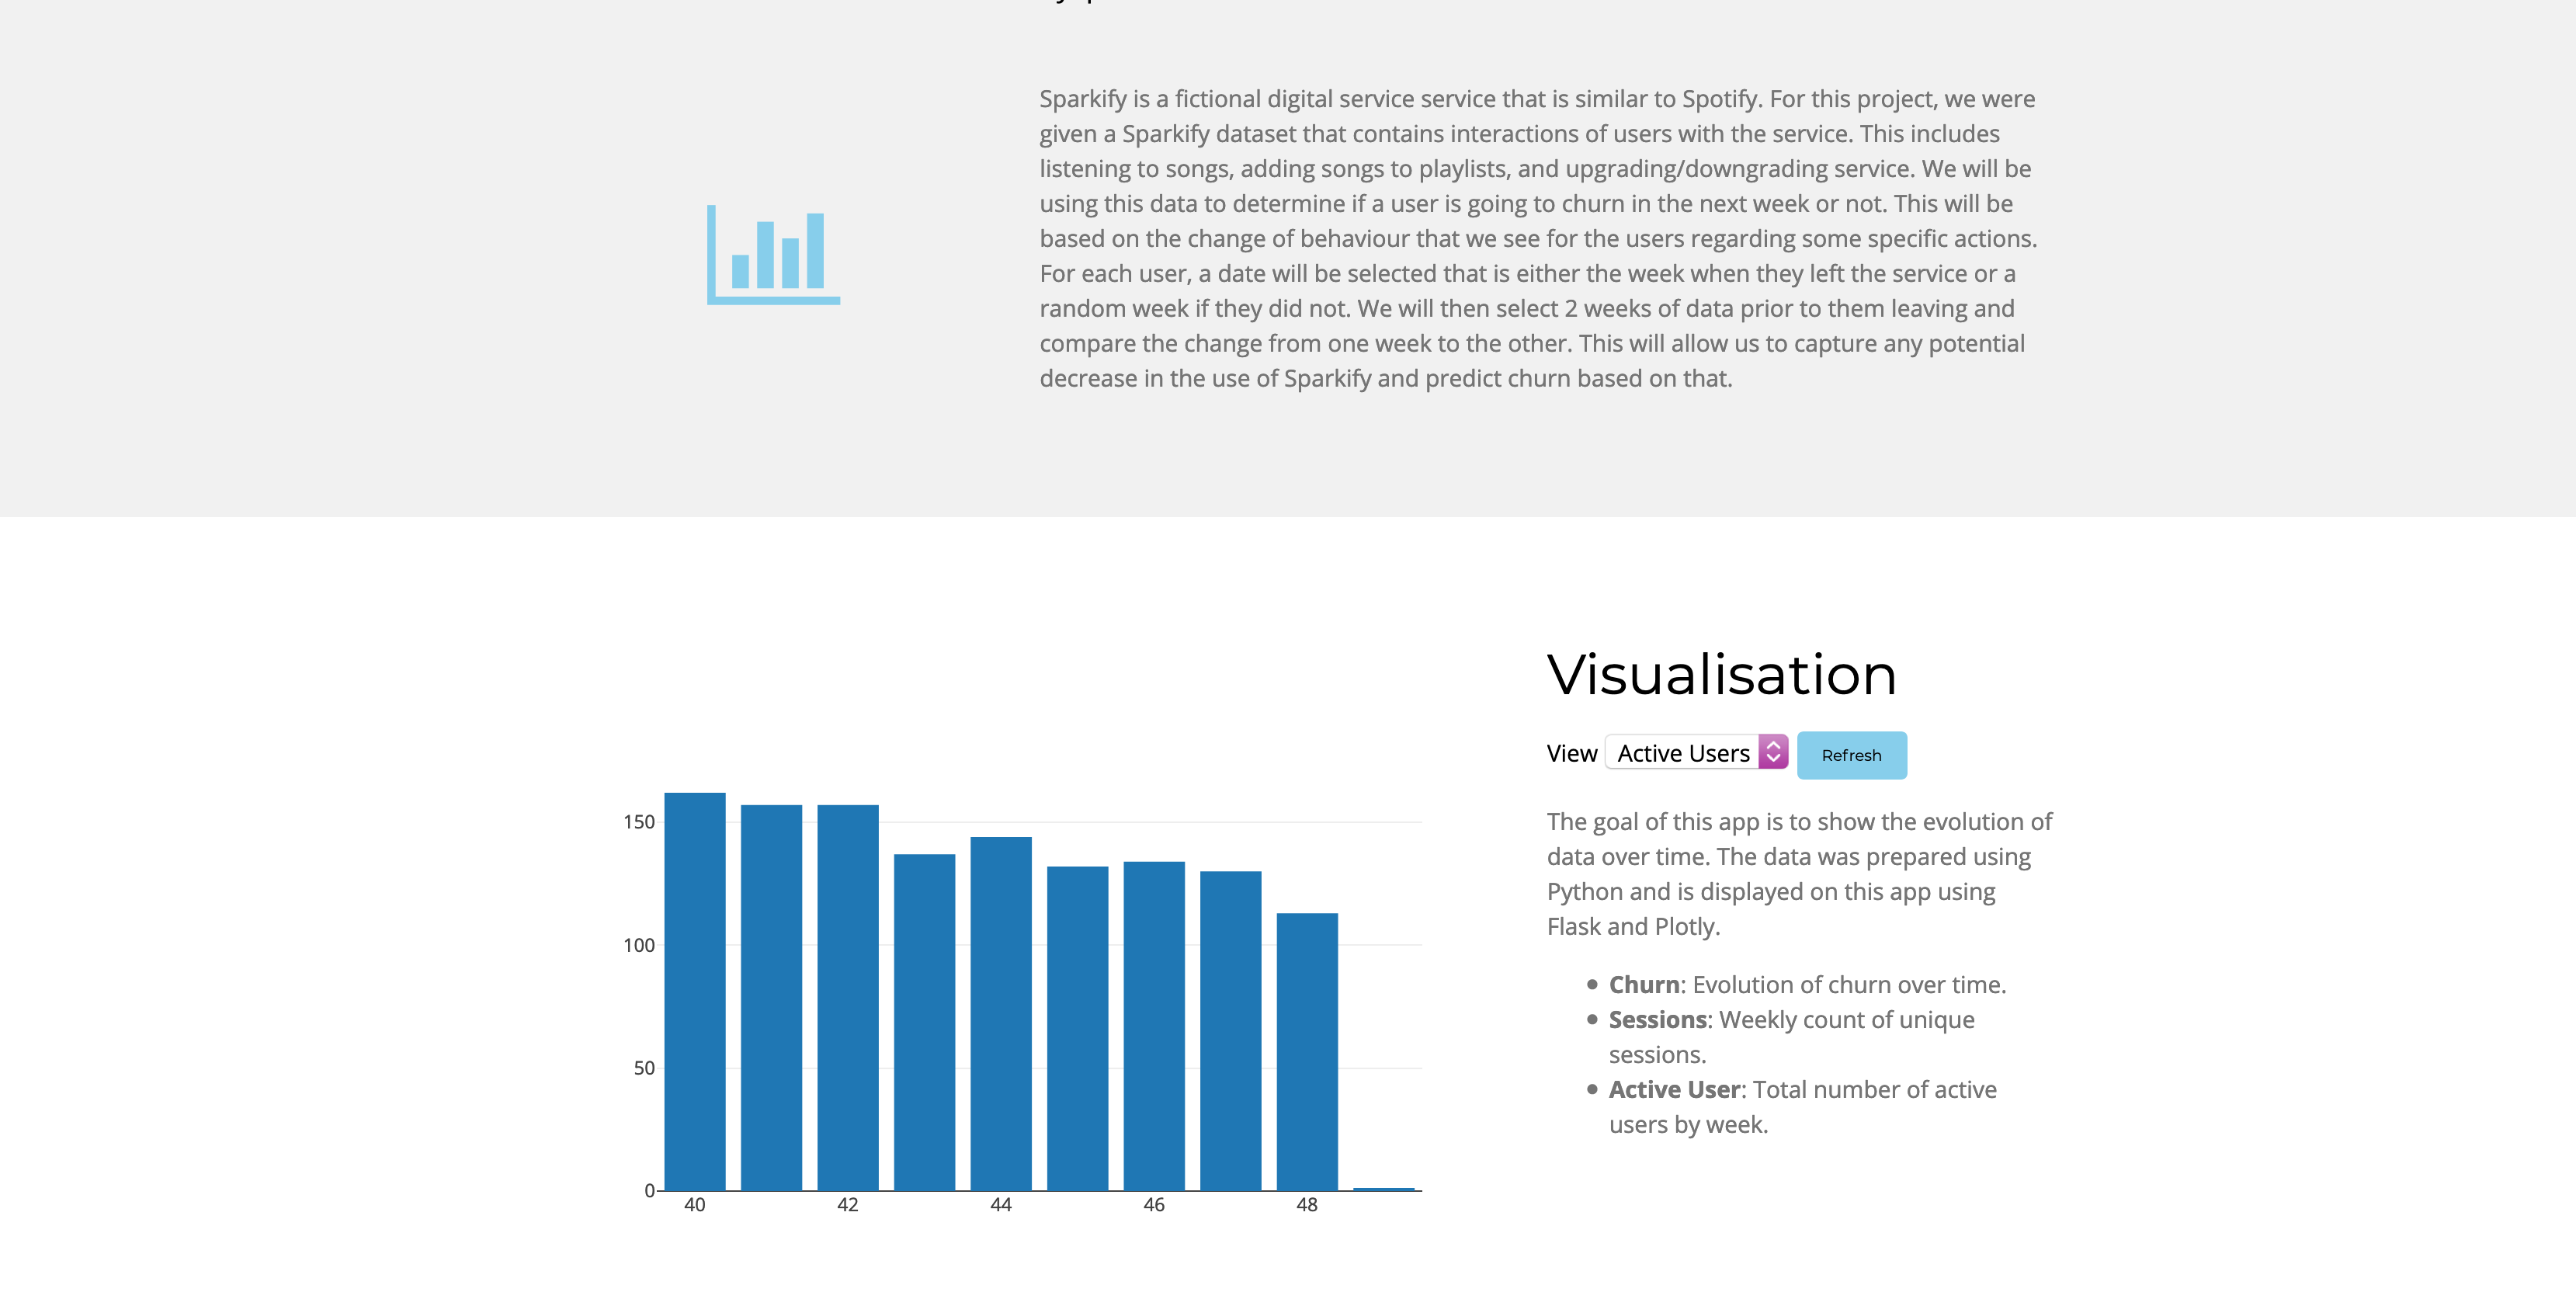 Sparkify is a fictional digital service service that is similar to Spotify. For this project, we were
given a Sparkify dataset that contains interactions of users with the service. This includes
listening to songs, adding songs to playlists, and upgrading/downgrading service. We will be
using this data to determine if a user is going to churn in the next week or not. This will be
based on the change of behaviour that we see for the users regarding some specific actions.
For each user, a date will be selected that is either the week when they left the service or a
random week if they did not. We will then select 2 weeks of data prior to them leaving and
compare the change from one week to the other. This will allow us to capture any potential
decrease in the use of Sparkify and predict churn based on that.
150
100
50
0
40 42 44 46 48
Visualisation
View Active Users Refresh
The goal of this app is to show the evolution of
data over time. The data was prepared using
Python and is displayed on this app using
Flask and Plotly.
Churn: Evolution of churn over time.
Sessions: Weekly count of unique
sessions.
Active User: Total number of active
users by week.